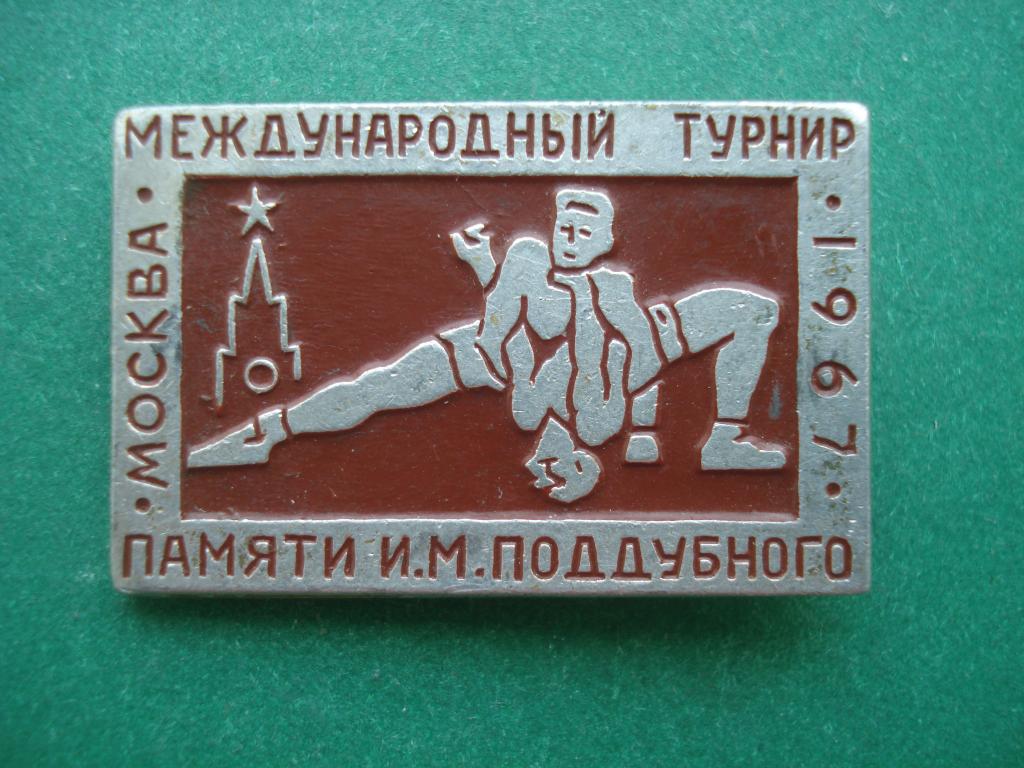 МЕЖДУНАРОДНЫЙ ТУРНИР
• МОСКВА •
• 1967 •
ПАМЯТИ И.М. ПОДДУБНОГО